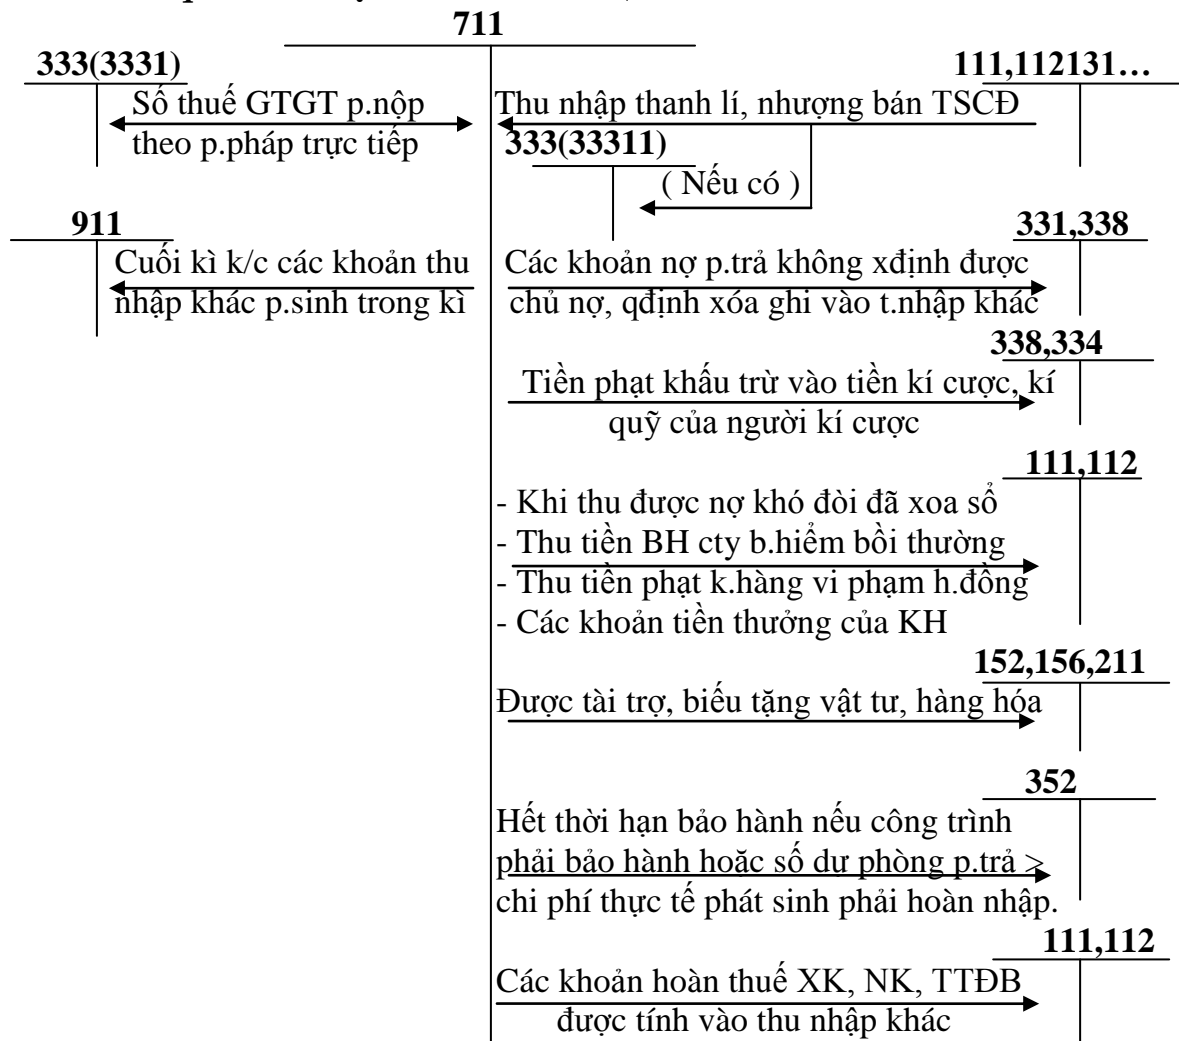 711
333(3331)
111,112131…
Số thuế GTGT p.nộp
theo p.pháp trực tiếp
Thu nhập thanh lí, nhượng bán TSCĐ
333(33311)
( Nếu có )
911
331,338
Cuối kì k/c các khoản thu
nhập khác p.sinh trong kì
Các khoản nợ p.trả không xđịnh được
chủ nợ, qđịnh xóa ghi vào t.nhập khác
338,334
Tiền phạt khấu trừ vào tiền kí cược, kí
quỹ của người kí cược
111,112
- Khi thu được nợ khó đòi đã xoa sổ
- Thu tiền BH cty b.hiểm bồi thường
- Thu tiền phạt k.hàng vi phạm h.đồng
- Các khoản tiền thưởng của KH
152,156,211
Được tài trợ, biếu tặng vật tư, hàng hóa
352
Hết thời hạn bảo hành nếu công trình
phải bảo hành hoặc số dư phòng p.trả >
chi phí thực tế phát sinh phải hoàn nhập.
111,112
Các khoản hoàn thuế XK, NK, TTĐB
được tính vào thu nhập khác